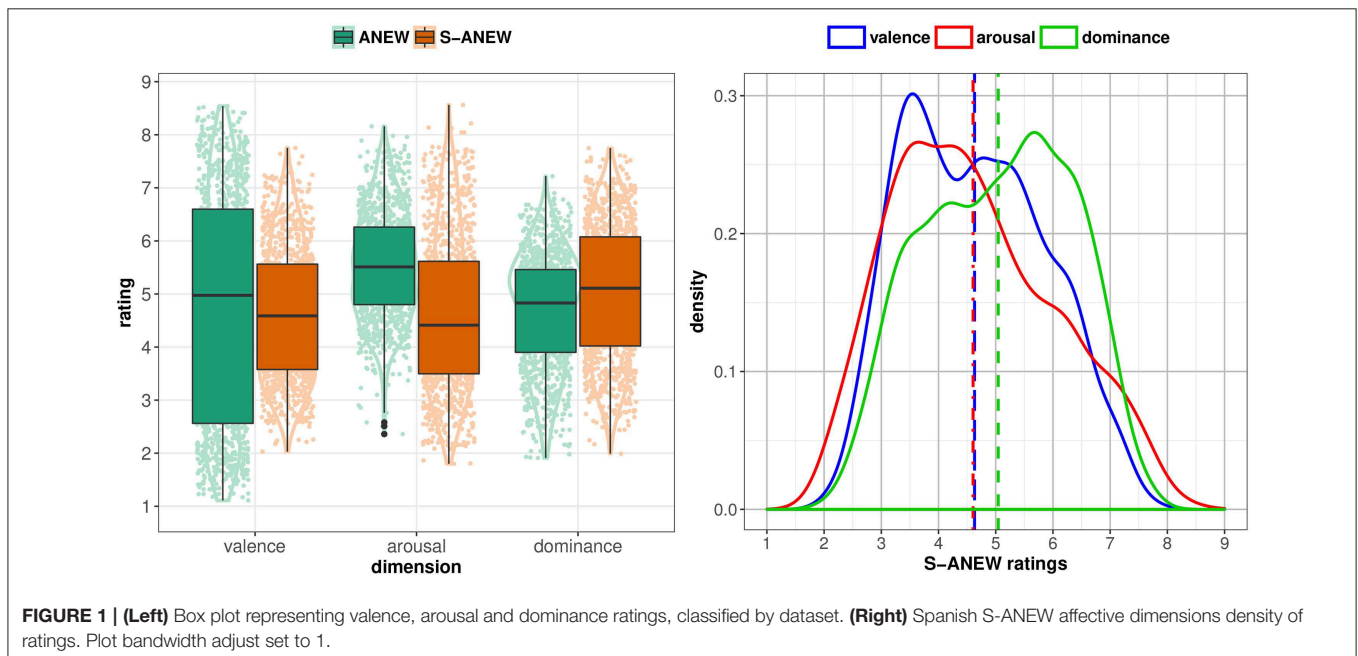 ANEW S-ANEW
rating
9
8
7
6
5
4
3
2
1
valence arousal dominance
dimension
valence arousal dominance
density
0.3
0.2
0.1
0.0
1 2 3 4 5 6 7 8 9
S-ANEW ratings
FIGURE 1 | (Left) Box plot representing valence, arousal and dominance ratings, classified by dataset. (Right) Spanish S-ANEW affective dimensions density of
ratings. Plot bandwidth adjust set to 1.